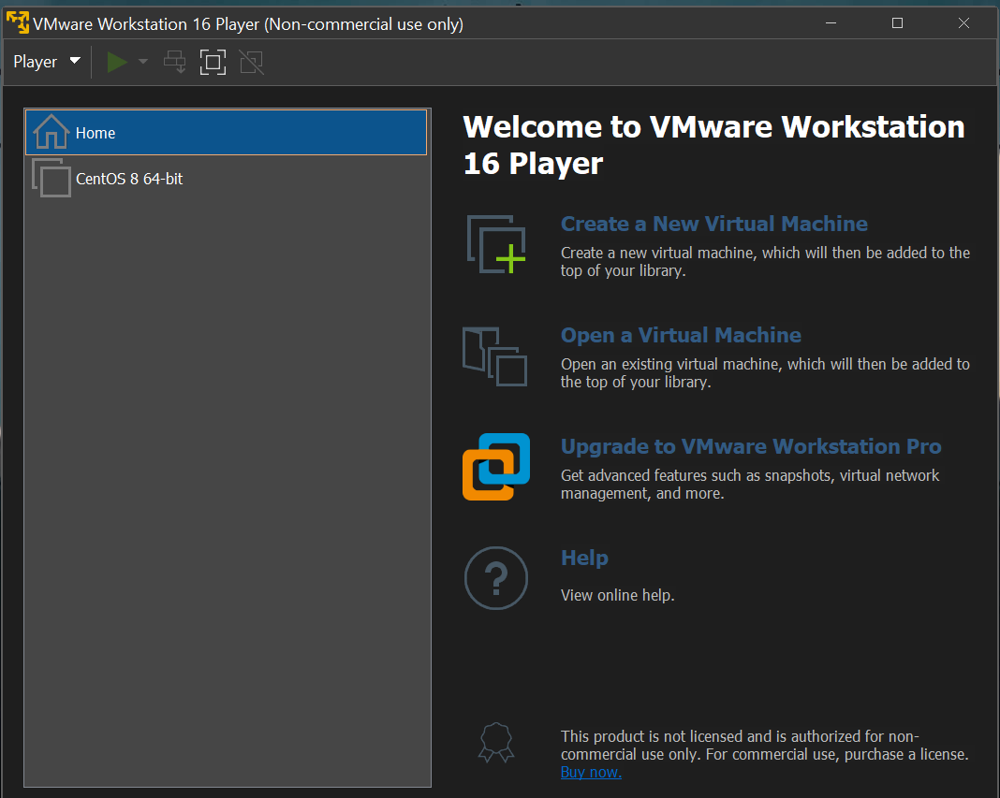 VMware Workstation 16 Player (Non-commercial use only)
Player
Home
CentOS 8 64-bit
Welcome to VMware Workstation
16 Player
Create a New Virtual Machine
Create a new virtual machine, which will then be added to the
top of your library.
Open a Virtual Machine
Open an existing virtual machine, which will then be added to
the top of your library.
Upgrade to VMware Workstation Pro
Get advanced features such as snapshots, virtual network
management, and more.
?
Help
View online help.
This product is not licensed and is authorized for non-
commercial use only. For commercial use, purchase a license.
Buy now.